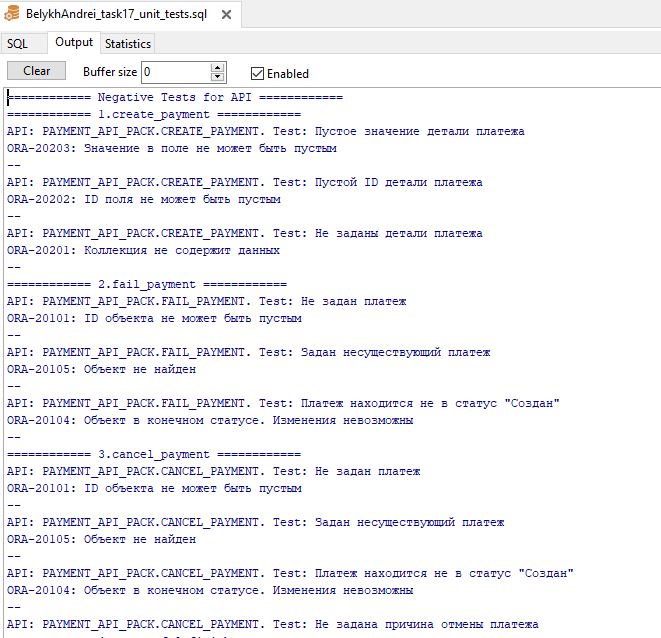 BelykhAndrei_task17_unit_tests.sql
SQL Output Statistics
Clear Buffer size 0 Enabled
============ Negative Tests for API ============
============ 1.create_payment ============
API: PAYMENT_API_PACK.CREATE_PAYMENT. Test: Пустое значение детали платежа
ORA-20203: Значение в поле не может быть пустым
--
API: PAYMENT_API_PACK.CREATE_PAYMENT. Test: Пустой ID детали платежа
ORA-20202: ID поля не может быть пустым
--
API: PAYMENT_API_PACK.CREATE_PAYMENT. Test: Не заданы детали платежа
ORA-20201: Коллекция не содержит данных
--
============ 2.fail_payment ============
API: PAYMENT_API_PACK.FAIL_PAYMENT. Test: Не задан платеж
ORA-20101: ID объекта не может быть пустым
--
API: PAYMENT_API_PACK.FAIL_PAYMENT. Test: Задан несуществующий платеж
ORA-20105: Объект не найден
--
API: PAYMENT_API_PACK.FAIL_PAYMENT. Test: Платеж находится не в статус "Создан"
ORA-20104: Объект в конечном статусе. Изменения невозможны
--
============ 3.cancel_payment ============
API: PAYMENT_API_PACK.CANCEL_PAYMENT. Test: Не задан платеж
ORA-20101: ID объекта не может быть пустым
--
API: PAYMENT_API_PACK.CANCEL_PAYMENT. Test: Задан несуществующий платеж
ORA-20105: Объект не найден
--
API: PAYMENT_API_PACK.CANCEL_PAYMENT. Test: Платеж находится не в статус "Создан"
ORA-20104: Объект в конечном статусе. Изменения невозможны
--
API: PAYMENT_API_PACK.CANCEL_PAYMENT. Test: Не задана причина отмены платежа